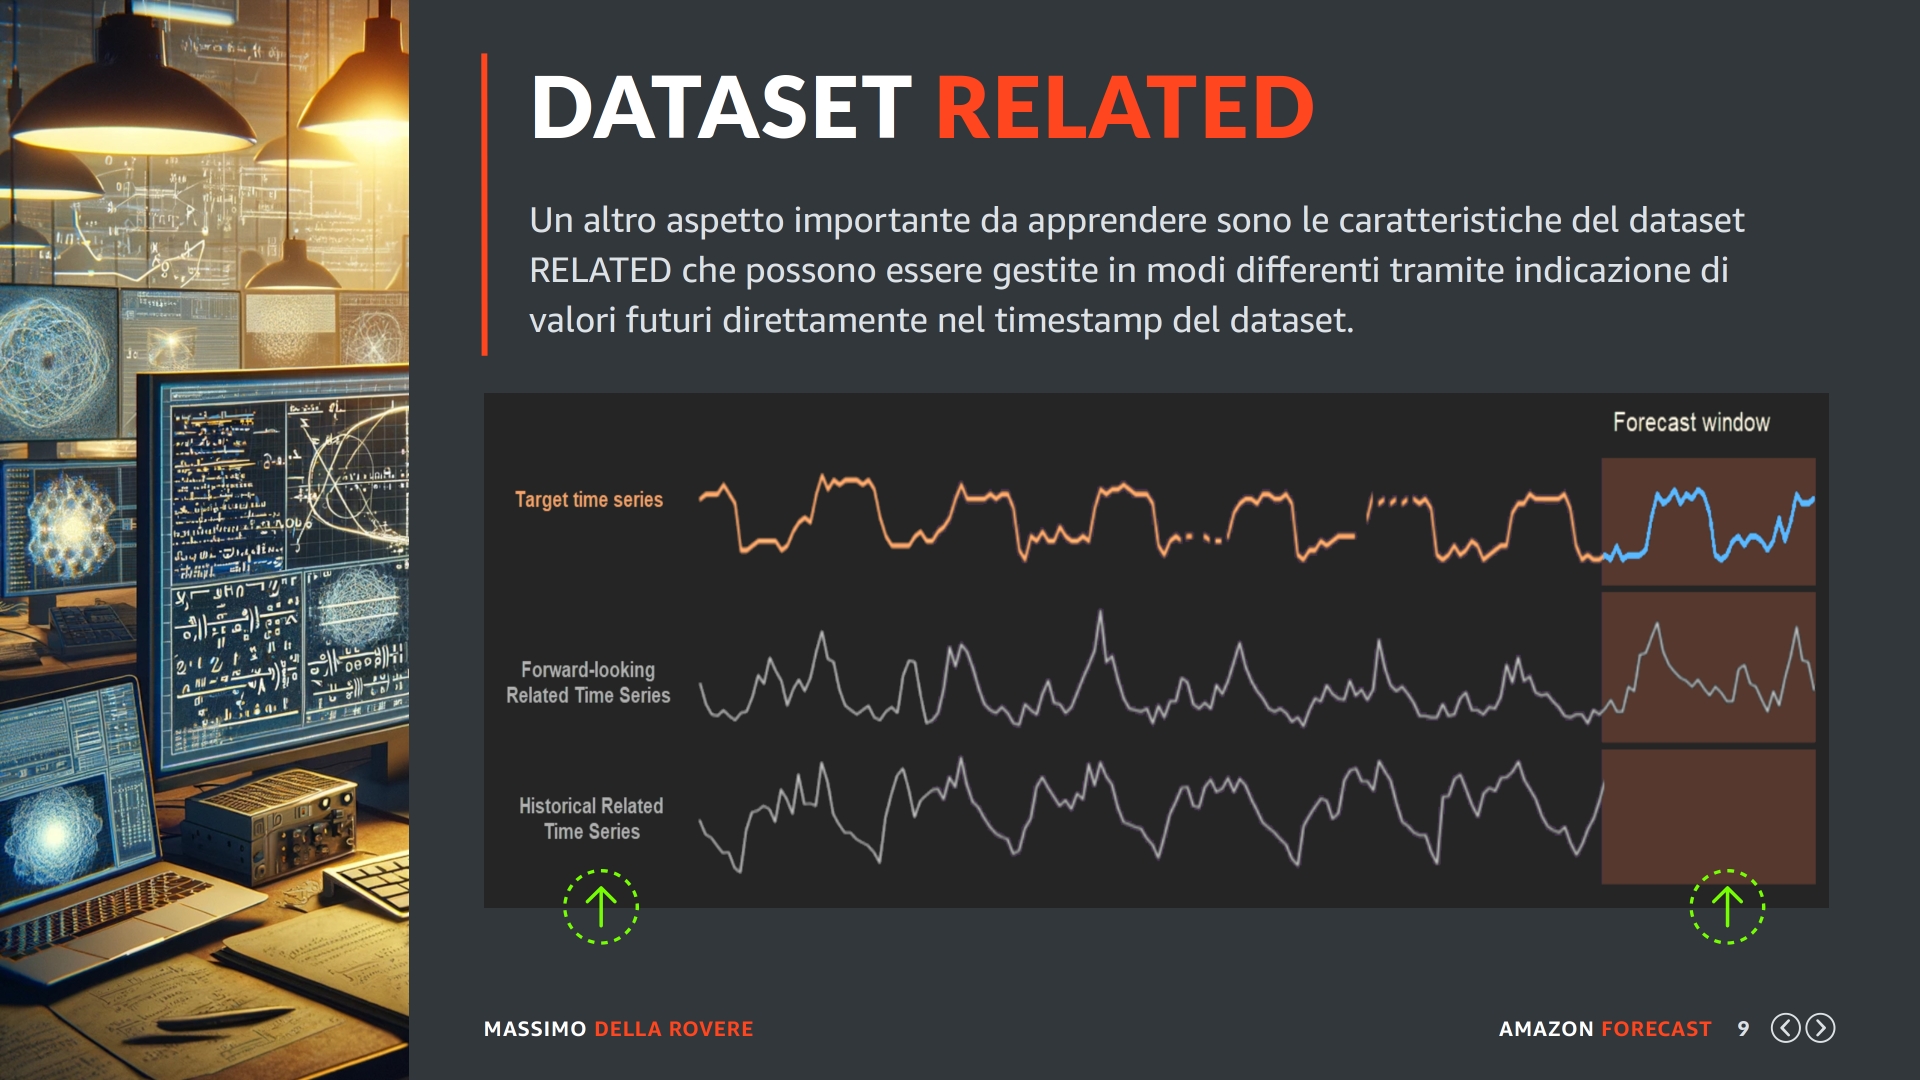 DATASET RELATED
Un altro aspetto importante da apprendere sono le caratteristiche del dataset
RELATED che possono essere gestite in modi differenti tramite indicazione di
valori futuri direttamente nel timestamp del dataset.
Forecast window
Target time series
Forward-looking
Related Time Series
Historical Related
Time Series
MASSIMO DELLA ROVERE
AMAZON FORECAST 9